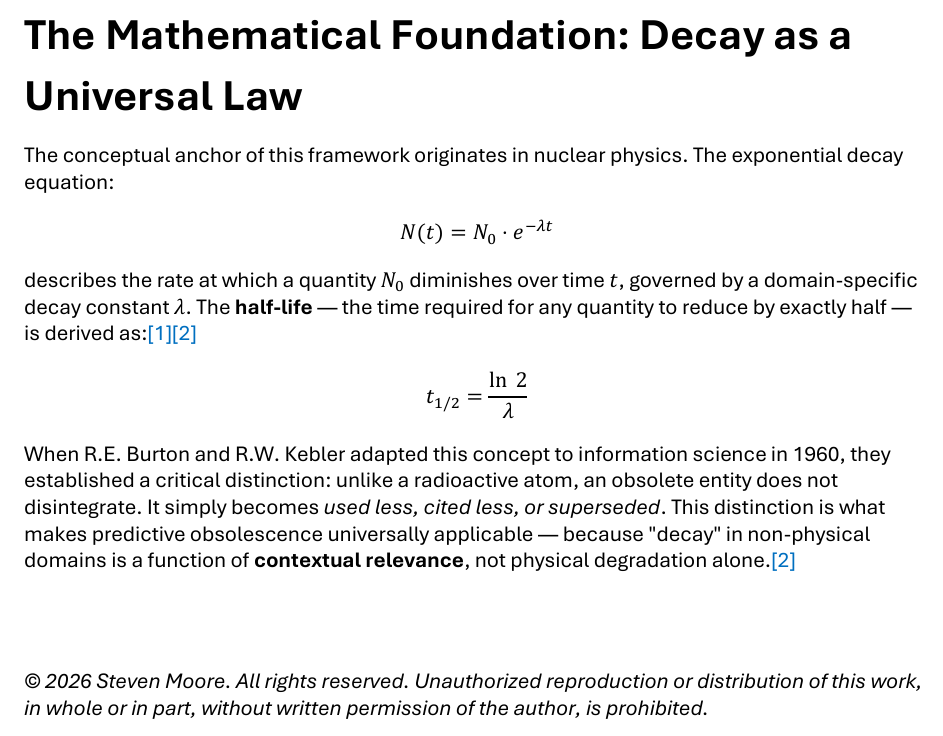 The Mathematical Foundation: Decay as a
Universal Law
The conceptual anchor of this framework originates in nuclear physics. The exponential decay
equation:
N(t) = N₀ · e^{−λt}
describes the rate at which a quantity N₀ diminishes over time t, governed by a domain-specific
decay constant λ. The half-life — the time required for any quantity to reduce by exactly half —
is derived as:[1][2]
t_{1/2} = \frac{ln 2}{λ}
When R.E. Burton and R.W. Kebler adapted this concept to information science in 1960, they
established a critical distinction: unlike a radioactive atom, an obsolete entity does not
disintegrate. It simply becomes used less, cited less, or superseded. This distinction is what
makes predictive obsolescence universally applicable — because "decay" in non-physical
domains is a function of contextual relevance, not physical degradation alone.[2]
© 2026 Steven Moore. All rights reserved. Unauthorized reproduction or distribution of this work,
in whole or in part, without written permission of the author, is prohibited.